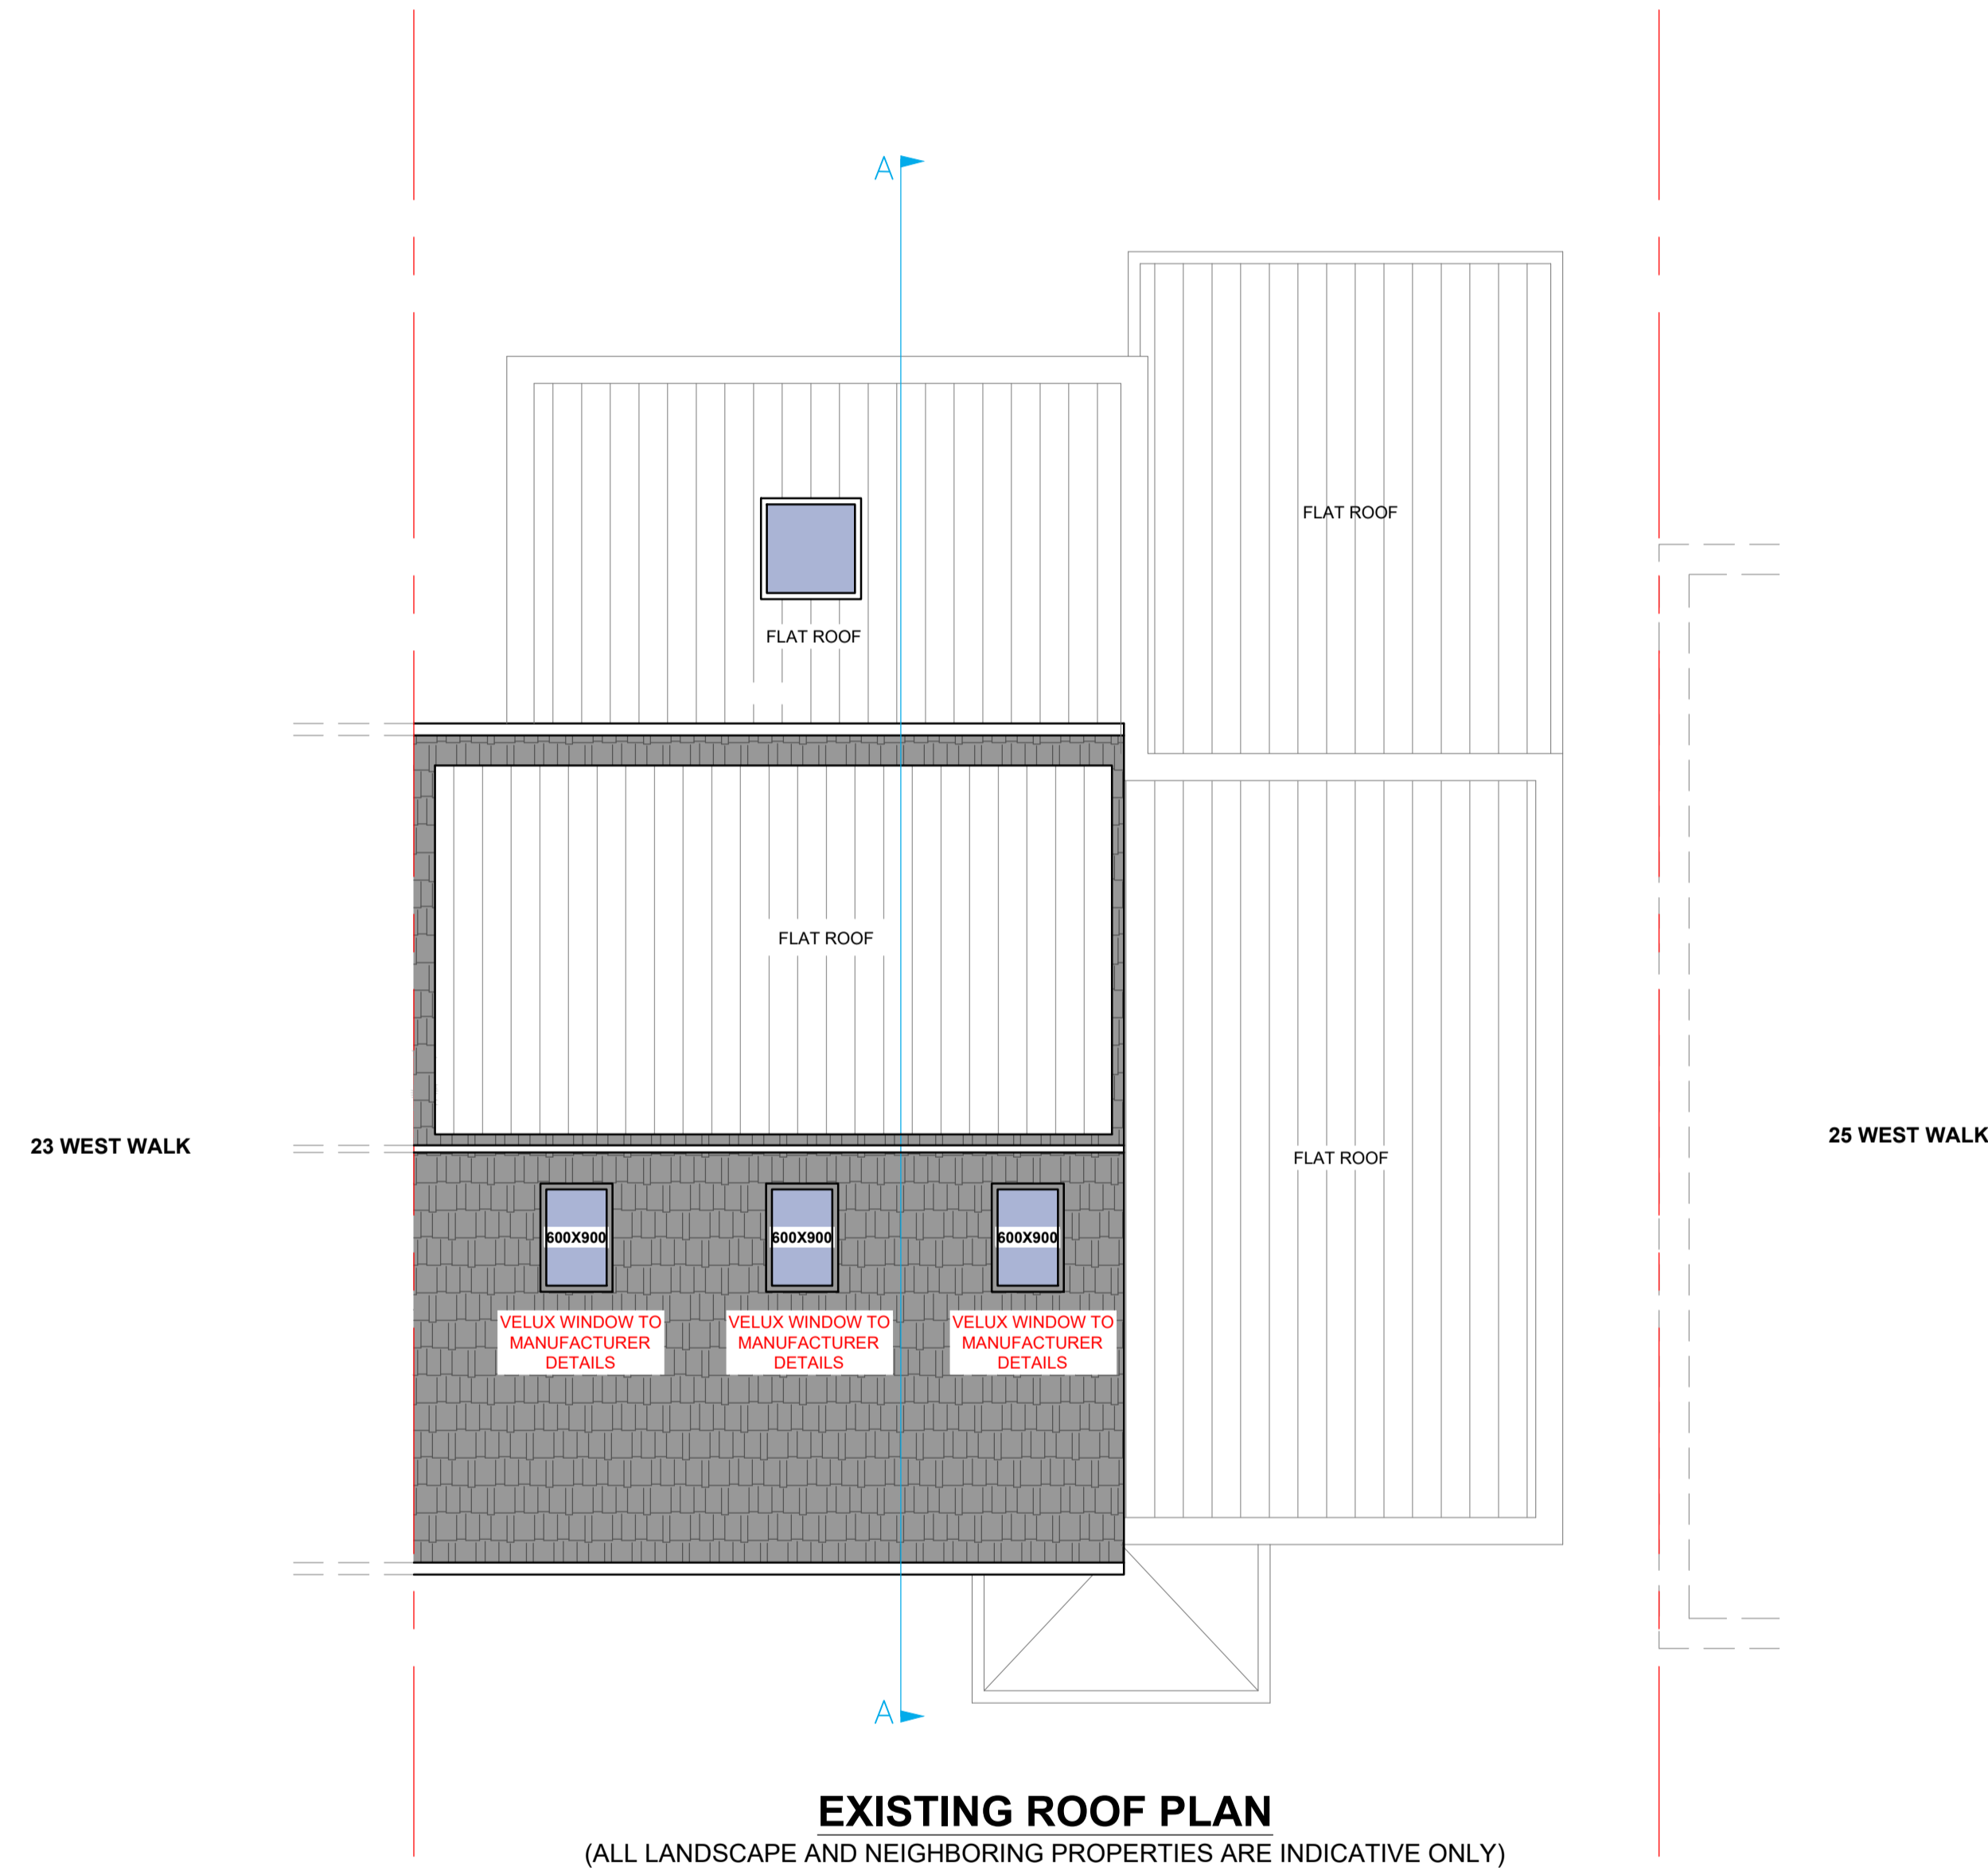 A
FLAT ROOF
FLAT ROOF
FLAT ROOF
23 WEST WALK
25 WEST WALK
FLAT ROOF
600X900
600X900
600X900
VELUX WINDOW TO
MANUFACTURER
DETAILS
VELUX WINDOW TO
MANUFACTURER
DETAILS
VELUX WINDOW TO
MANUFACTURER
DETAILS
A
EXISTING ROOF PLAN
(ALL LANDSCAPE AND NEIGHBORING PROPERTIES ARE INDICATIVE ONLY)